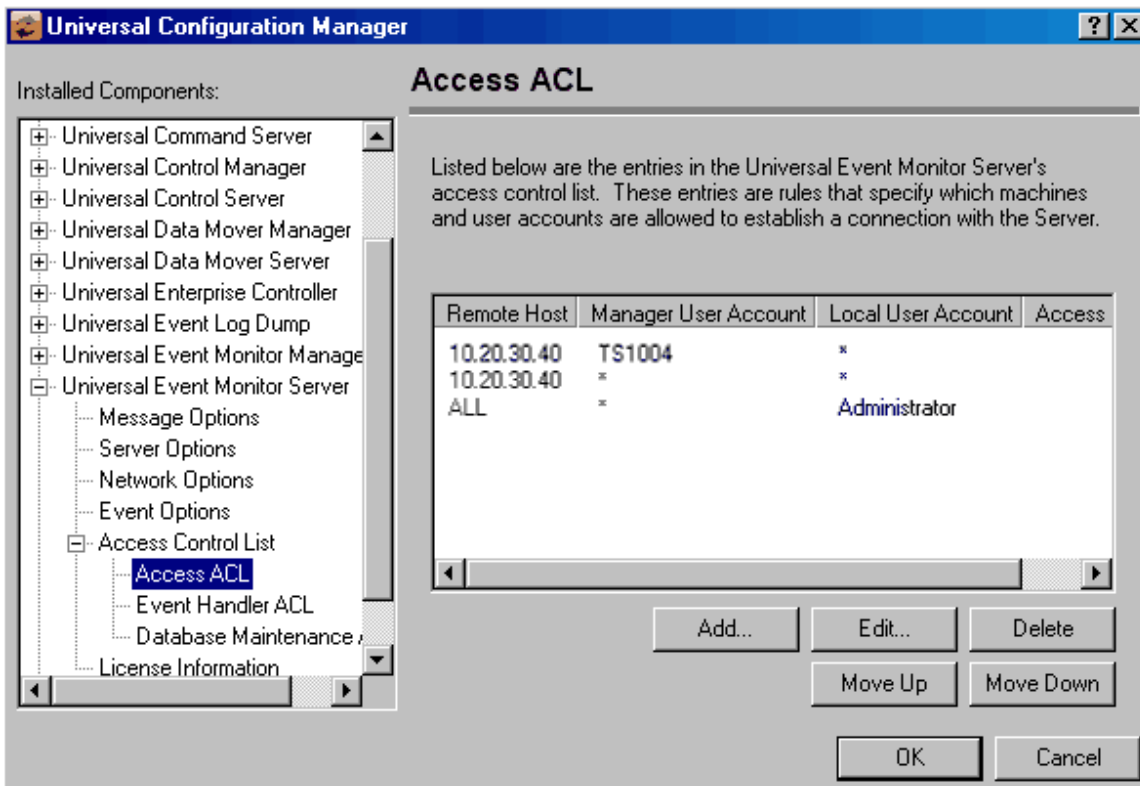 Universal Configuration Manager
Installed Components:
Universal Command Server
Universal Control Manager
Universal Control Server
Universal Data Mover Manager
Universal Data Mover Server
Universal Enterprise Controller
Universal Event Log Dump
Universal Event Monitor Manage
Universal Event Monitor Server
Message Options
Server Options
Network Options
Event Options
Access Control List
Access ACL
Event Handler ACL
Database Maintenance
License Information
Access ACL
Listed below are the entries in the Universal Event Monitor Server's
access control list. These entries are rules that specify which machines
and user accounts are allowed to establish a connection with the Server.
Remote Host Manager User Account Local User Account Access
10.20.30.40 TS1004 *
10.20.30.40 * *
ALL * Administrator
Add... Edit... Delete
Move Up Move Down
OK Cancel